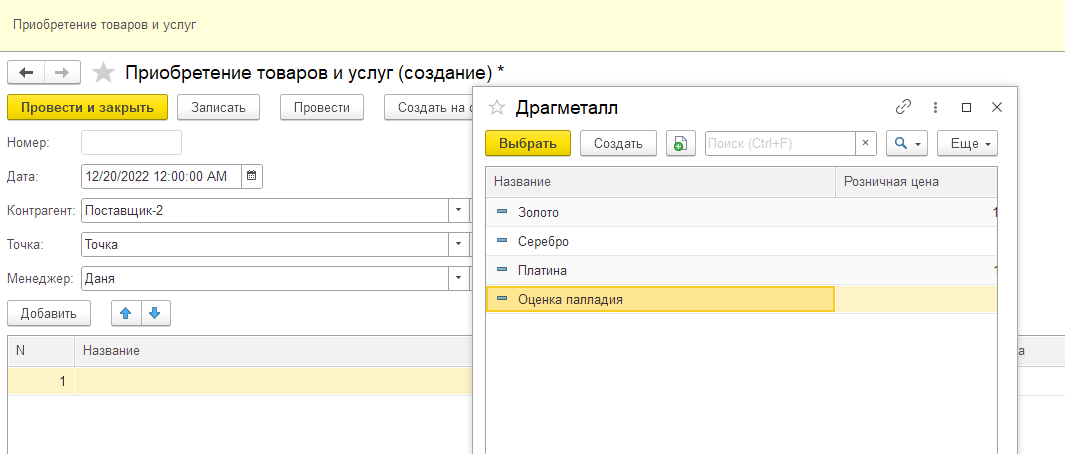 Приобретение товаров и услуг
Приобретение товаров и услуг (создание) *
Провести и закрыть
Записать
Провести
Создать на о
Номер:
Дата:
12/20/2022 12:00:00 AM
Контрагент:
Поставщик-2
Точка:
Точка
Менеджер:
Даня
Добавить
N
Название
а
1
Драгметалл
Выбрать
Создать
Поиск (Ctrl+F)
×
Еще
Название
Розничная цена
Золото
1
Серебро
Платина
1
Оценка палладия